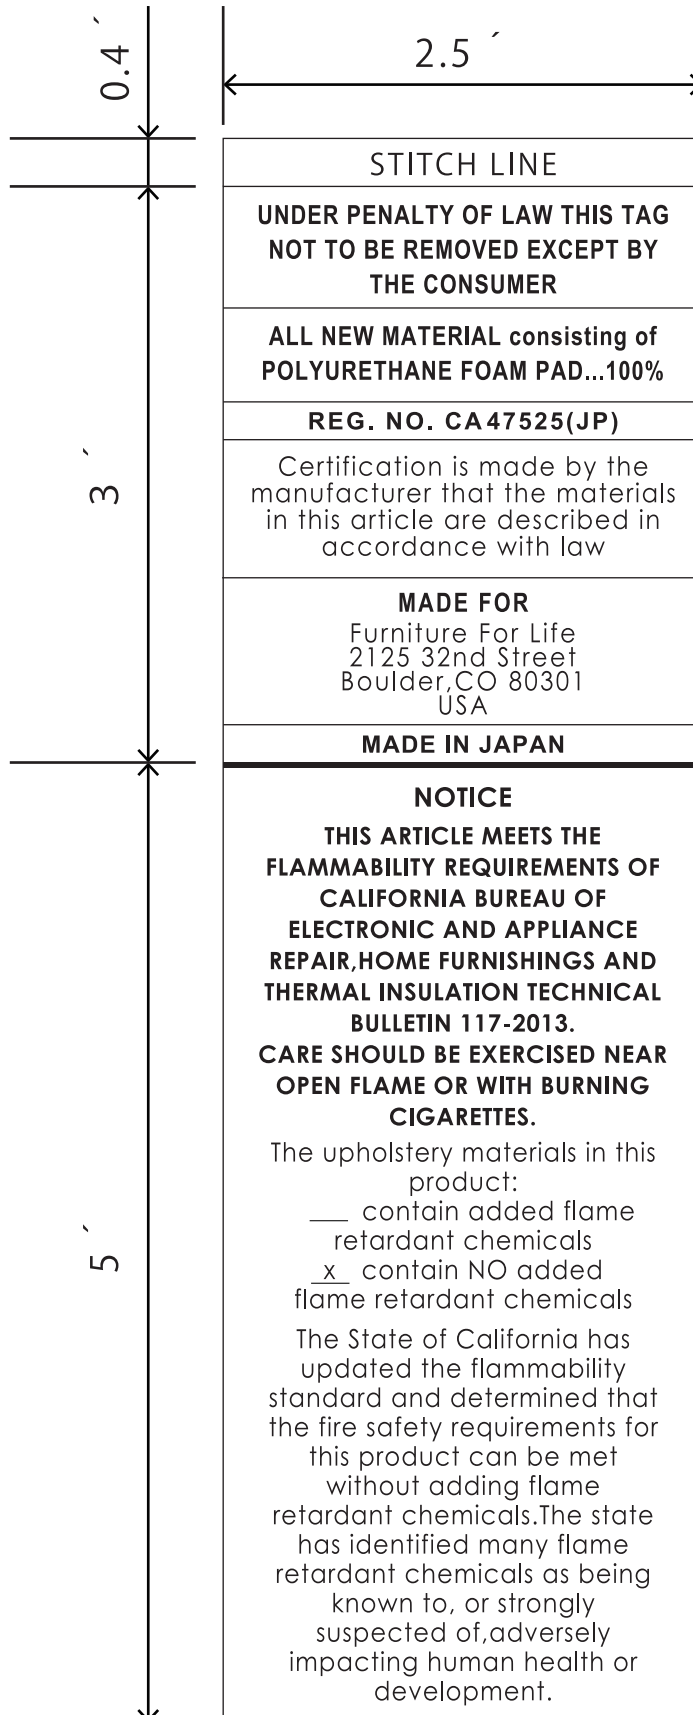 0.4 ´
2.5 ´
STITCH LINE
UNDER PENALTY OF LAW THIS TAG
NOT TO BE REMOVED EXCEPT BY
THE CONSUMER
ALL NEW MATERIAL consisting of
POLYURETHANE FOAM PAD...100%
REG. NO. CA47525(JP)
3 ´
Certification is made by the
manufacturer that the materials
in this article are described in
accordance with law
MADE FOR
Furniture For Life
2125 32nd Street
Boulder,CO 80301
USA
MADE IN JAPAN
NOTICE
THIS ARTICLE MEETS THE
FLAMMABILITY REQUIREMENTS OF
CALIFORNIA BUREAU OF
ELECTRONIC AND APPLIANCE
REPAIR,HOME FURNISHINGS AND
THERMAL INSULATION TECHNICAL
BULLETIN 117-2013.
CARE SHOULD BE EXERCISED NEAR
OPEN FLAME OR WITH BURNING
CIGARETTES.
5 ´
The upholstery materials in this
product:
___ contain added flame
retardant chemicals
_x_ contain NO added
flame retardant chemicals
The State of California has
updated the flammability
standard and determined that
the fire safety requirements for
this product can be met
without adding flame
retardant chemicals.The state
has identified many flame
retardant chemicals as being
known to, or strongly
suspected of,adversely
impacting human health or
development.